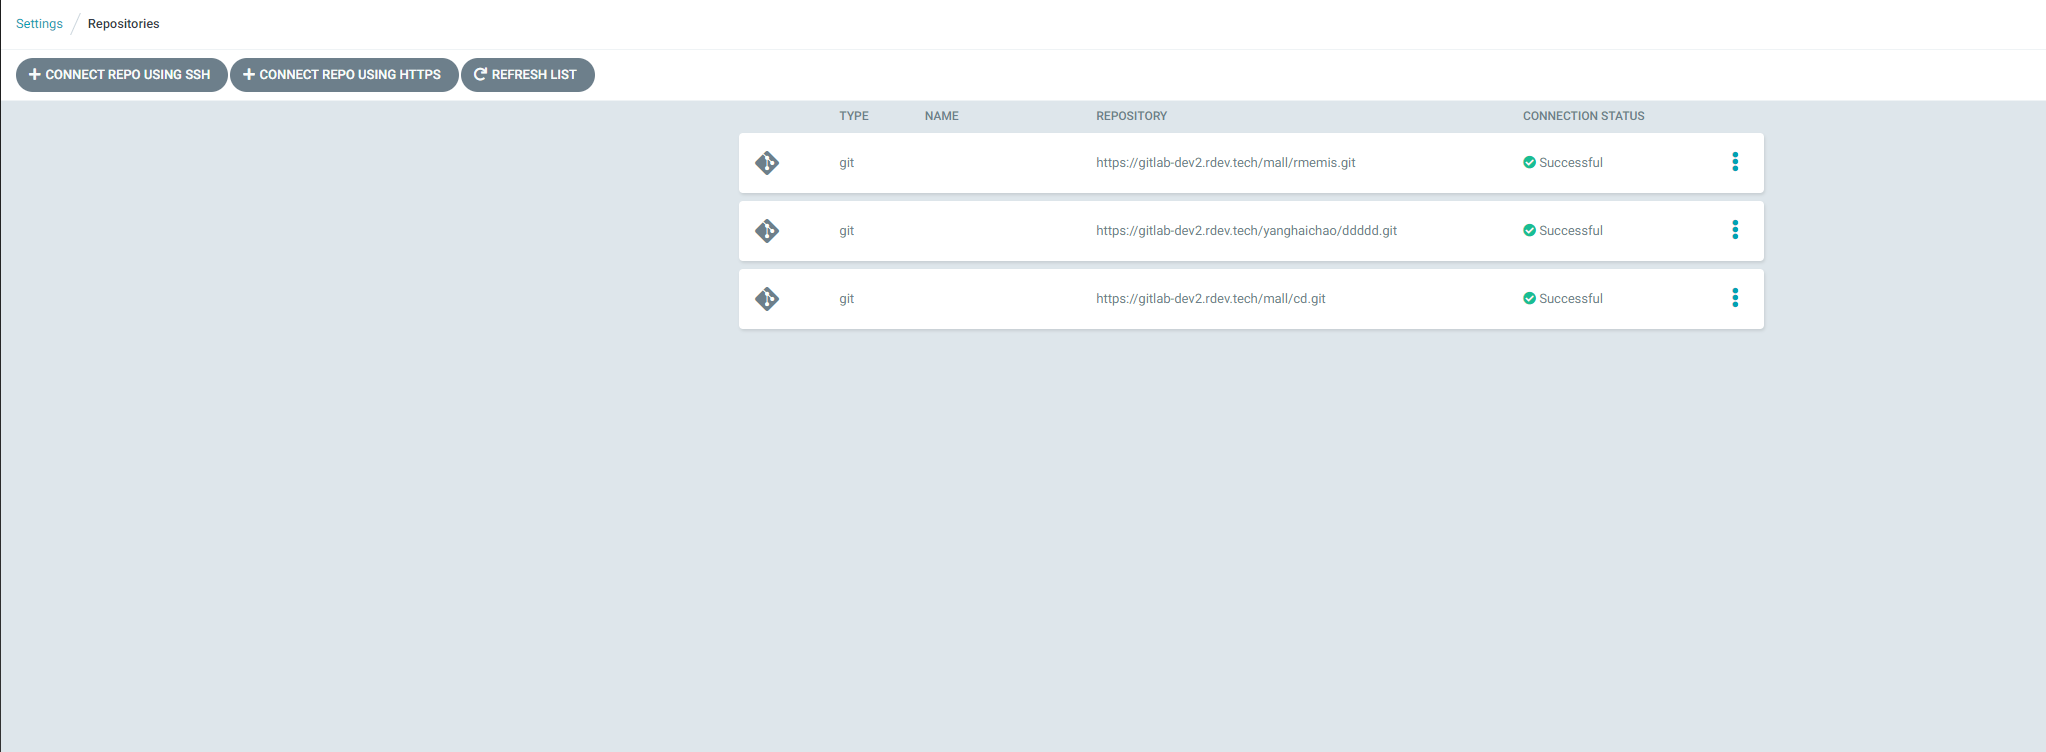 Settings / Repositories
CONNECT REPO USING SSH CONNECT REPO USING HTTPS REFRESH LIST
TYPE NAME REPOSITORY CONNECTION STATUS
git https://gitlab-dev2.rdev.tech/mall/rmemis.git Successful
git https://gitlab-dev2.rdev.tech/yanghaichao/ddddd.git Successful
git https://gitlab-dev2.rdev.tech/mall/cd.git Successful